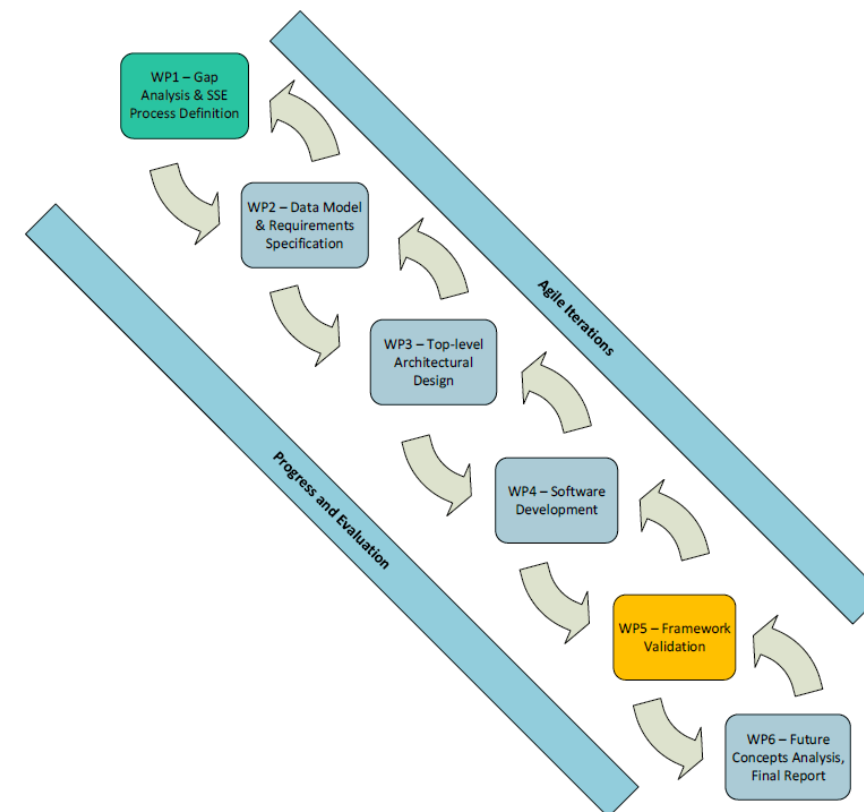 WP1 – Gap
Analysis & SSE
Process Definition
WP2 – Data Model
& Requirements
Specification
Agile Iterations
WP3 – Top-level
Architectural
Design
Progress and Evaluation
WP4 – Software
Development
WP5 – Framework
Validation
WP6 – Future
Concepts Analysis,
Final Report